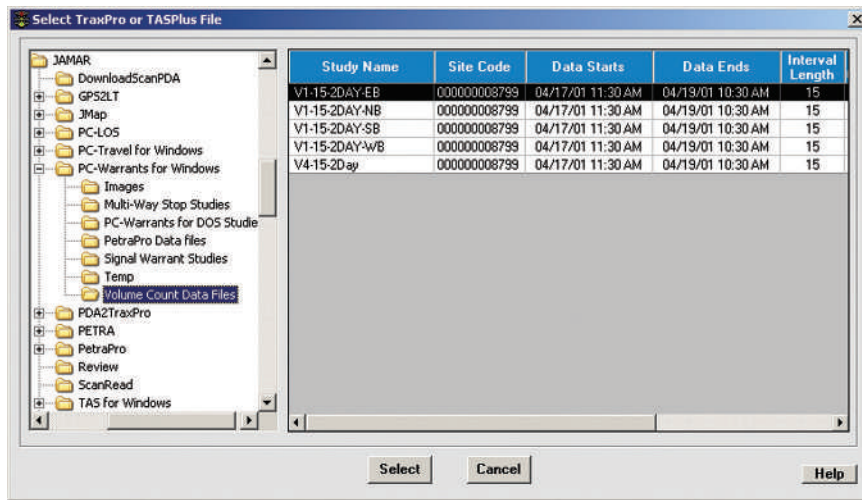 Select TraxPro or TASPlus File
JAMAR
DownloadScanPDA
GPS2LT
JMap
PC-LOS
PC-Travel for Windows
PC-Warrants for Windows
Images
Multi-Way Stop Studies
PC-Warrants for DOS Studie
PetraPro Data files
Signal Warrant Studies
Temp
Volume Count Data Files
PDA2TraxPro
PETRA
PetraPro
Review
ScanRead
TAS for Windows
Study Name Site Code Data Starts Data Ends Interval Length
V1-15-2DAY-EB 000000008799 04/17/01 11:30 AM 04/19/01 10:30 AM 15
V1-15-2DAY-NB 000000008799 04/17/01 11:30 AM 04/19/01 10:30 AM 15
V1-15-2DAY-SB 000000008799 04/17/01 11:30 AM 04/19/01 10:30 AM 15
V1-15-2DAY-WB 000000008799 04/17/01 11:30 AM 04/19/01 10:30 AM 15
V4-15-2Day 000000008799 04/17/01 11:30 AM 04/19/01 10:30 AM 15
Select Cancel Help